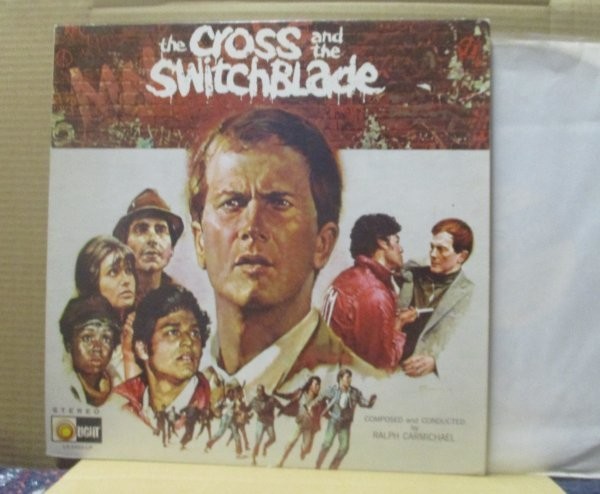 the CROSS and the
SWitchBLade
STEREO
LIGHT
COMPOSED and CONDUCTED
by
RALPH CARMICHAEL